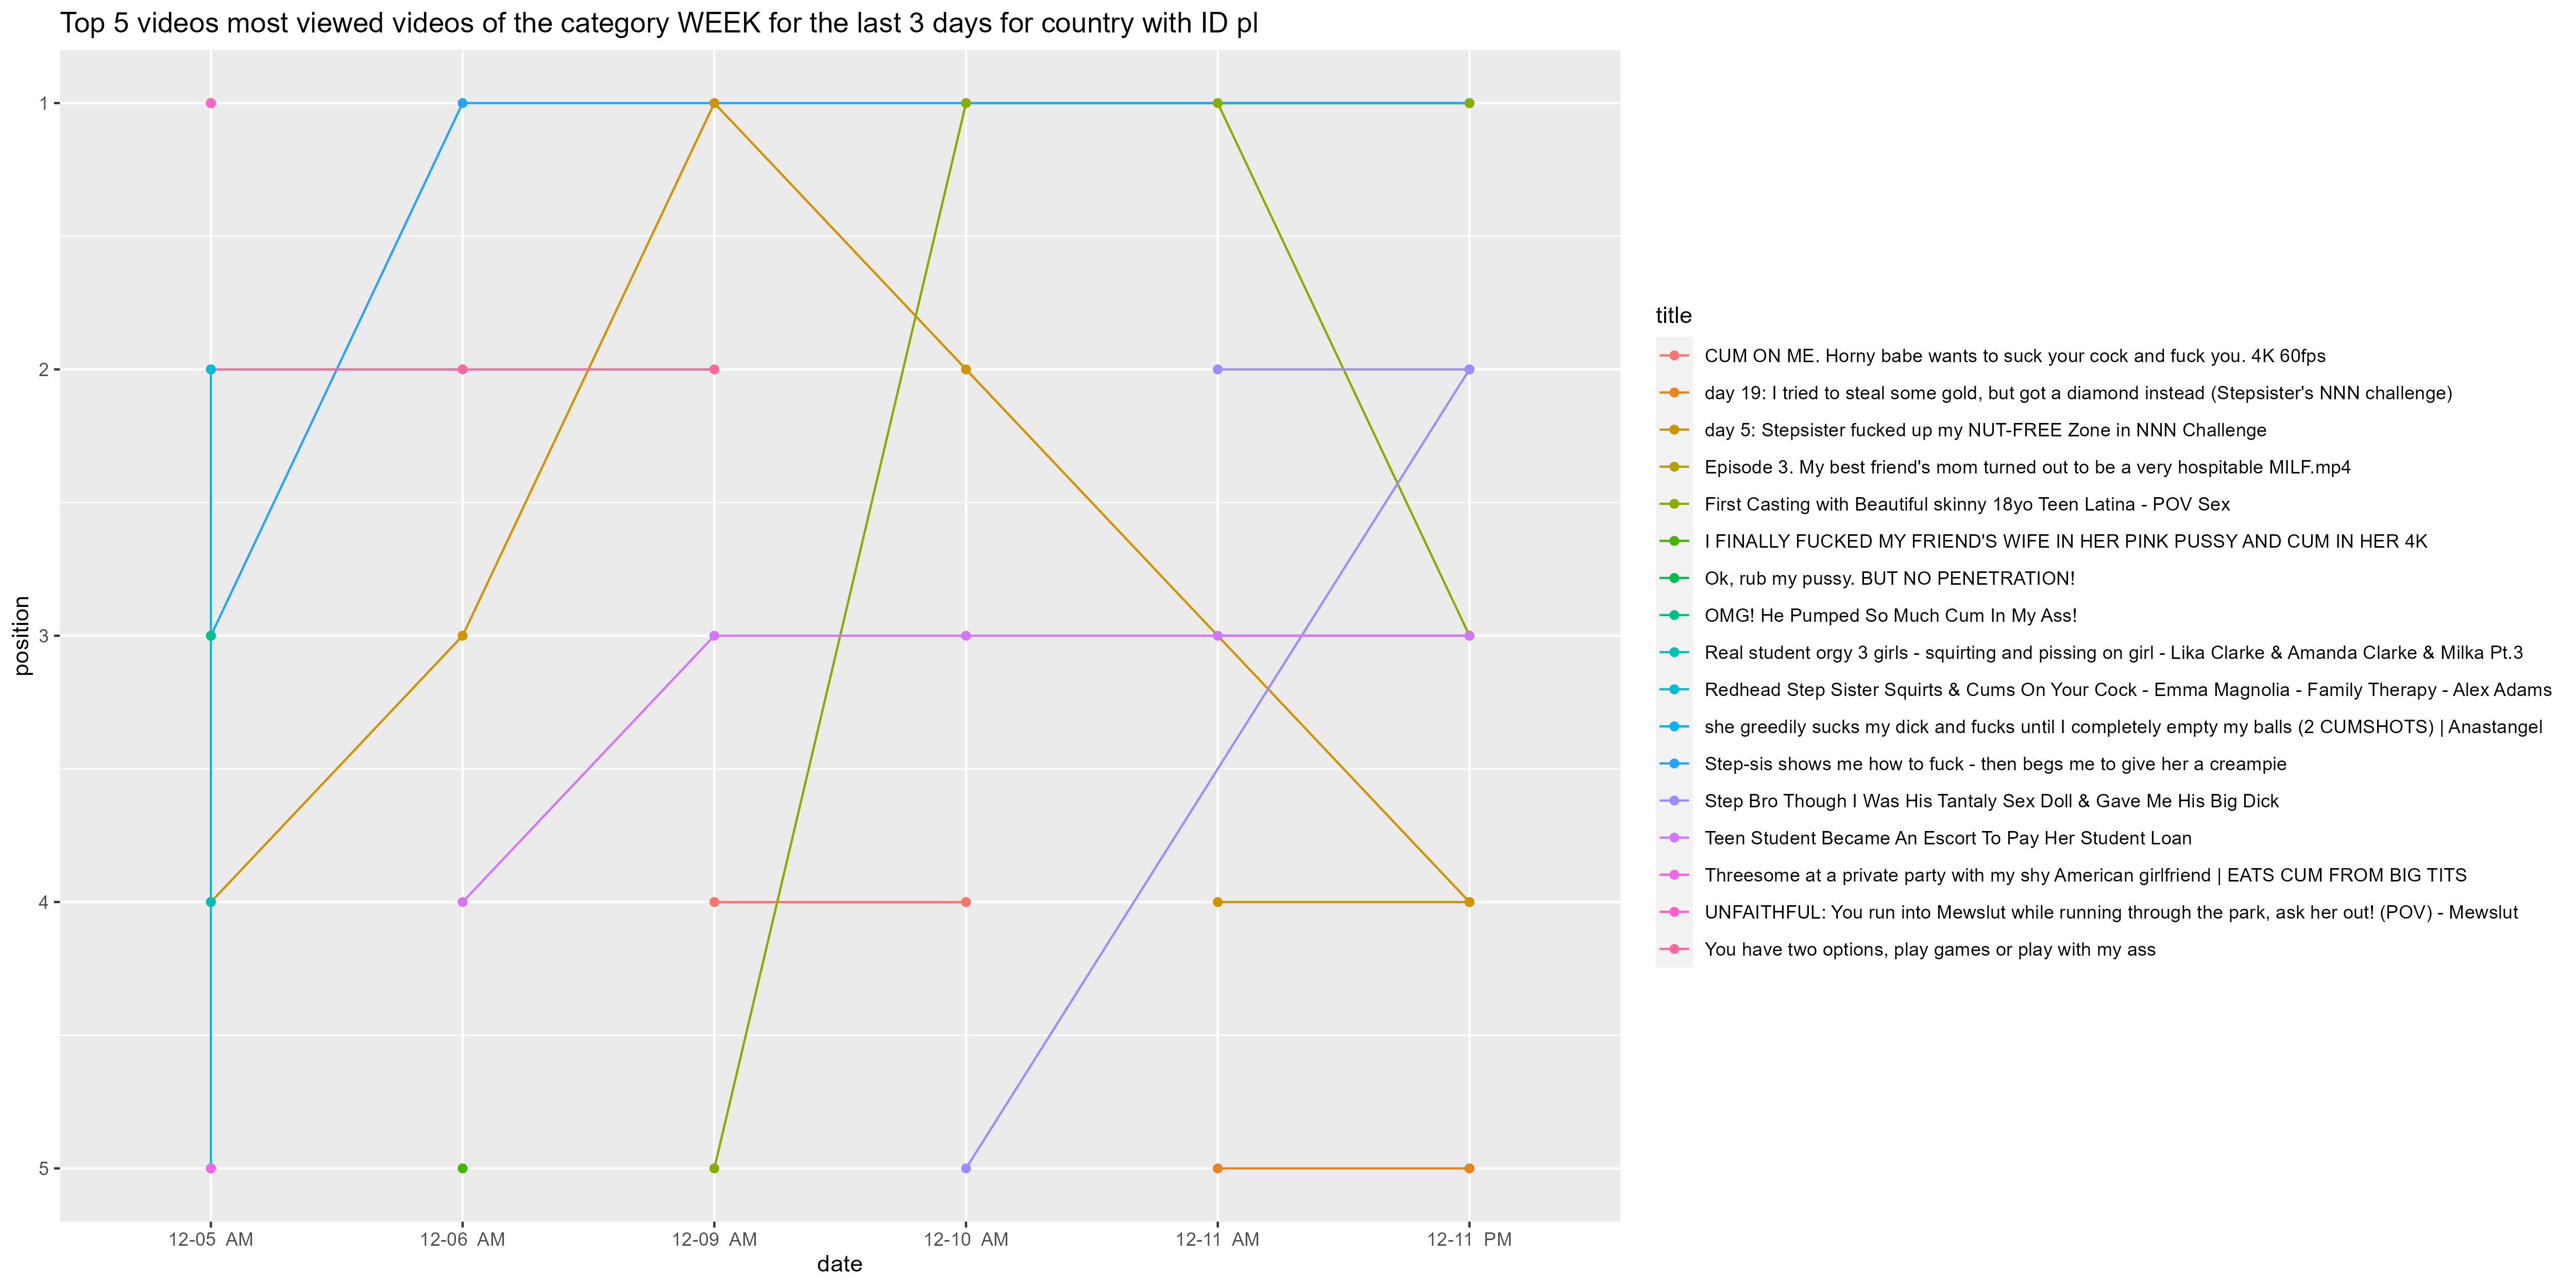 Top 5 videos most viewed videos of the category WEEK for the last 3 days for country with ID pl
position
1
2
3
4
5
12-05 AM
12-06 AM
12-09 AM
12-10 AM
12-11 AM
12-11 PM
date
title
CUM ON ME. Horny babe wants to suck your cock and fuck you. 4K 60fps
day 19: I tried to steal some gold, but got a diamond instead (Stepsister's NNN challenge)
day 5: Stepsister fucked up my NUT-FREE Zone in NNN Challenge
Episode 3. My best friend's mom turned out to be a very hospitable MILF.mp4
First Casting with Beautiful skinny 18yo Teen Latina - POV Sex
I FINALLY FUCKED MY FRIEND'S WIFE IN HER PINK PUSSY AND CUM IN HER 4K
Ok, rub my pussy. BUT NO PENETRATION!
OMG! He Pumped So Much Cum In My Ass!
Real student orgy 3 girls - squirting and pissing on girl - Lika Clarke & Amanda Clarke & Milka Pt.3
Redhead Step Sister Squirts & Cums On Your Cock - Emma Magnolia - Family Therapy - Alex Adams
she greedily sucks my dick and fucks until I completely empty my balls (2 CUMSHOTS) | Anastangel
Step-sis shows me how to fuck - then begs me to give her a creampie
Step Bro Though I Was His Tantaly Sex Doll & Gave Me His Big Dick
Teen Student Became An Escort To Pay Her Student Loan
Threesome at a private party with my shy American girlfriend | EATS CUM FROM BIG TITS
UNFAITHFUL: You run into Mewslut while running through the park, ask her out! (POV) - Mewslut
You have two options, play games or play with my ass